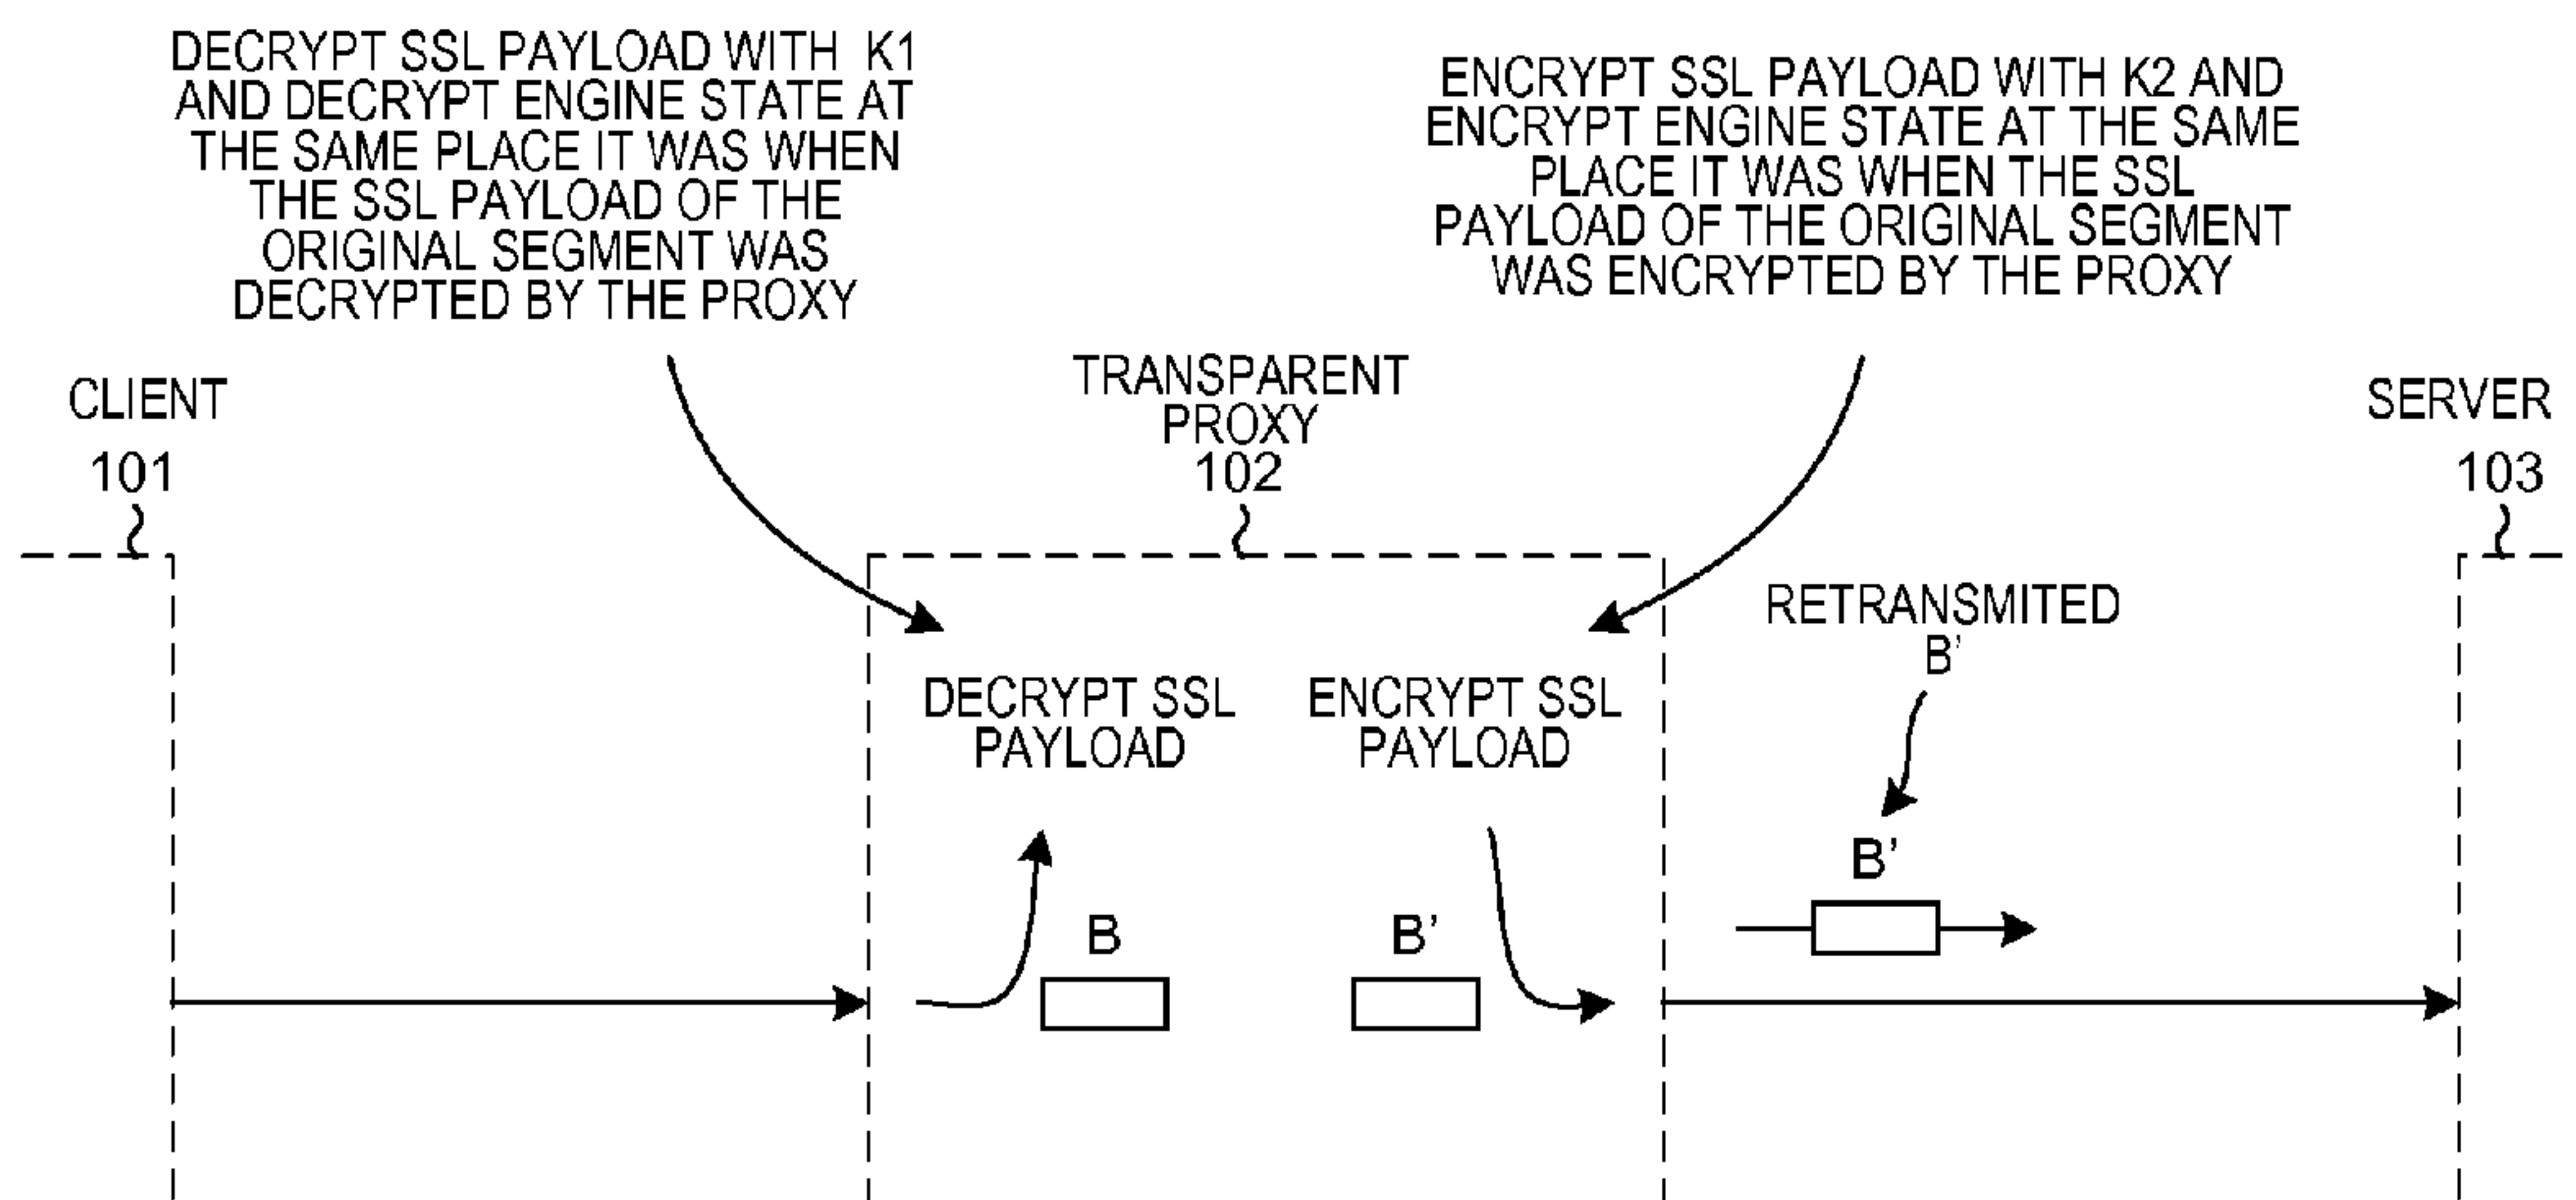 DECRYPT SSL PAYLOAD WITH K1
AND DECRYPT ENGINE STATE AT
THE SAME PLACE IT WAS WHEN
THE SSL PAYLOAD OF THE
ORIGINAL SEGMENT WAS
DECRYPTED BY THE PROXY
ENCRYPT SSL PAYLOAD WITH K2 AND
ENCRYPT ENGINE STATE AT THE SAME
PLACE IT WAS WHEN THE SSL
PAYLOAD OF THE ORIGINAL SEGMENT
WAS ENCRYPTED BY THE PROXY
CLIENT
101
TRANSPARENT
PROXY
102
SERVER
103
RETRANSMITED
B'
DECRYPT SSL
PAYLOAD
ENCRYPT SSL
PAYLOAD
B'
B
B'